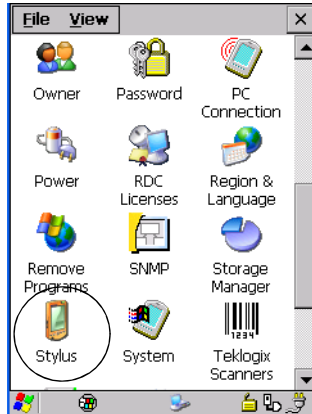 File View
Owner Password PC Connection
Power RDC Licenses Region & Language
Remove Programs SNMP Storage Manager
1234
Stylus System Teklogix Scanners